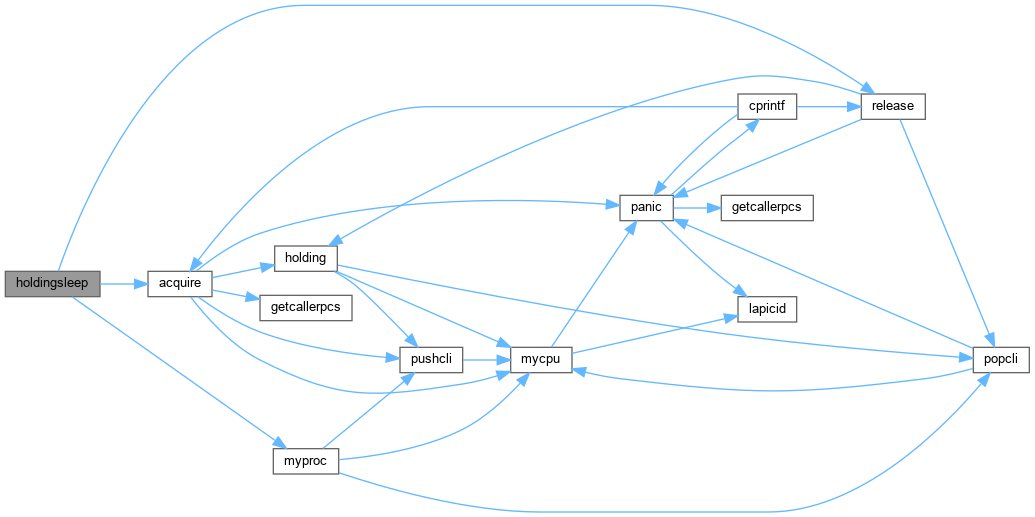 holdingsleep
acquire
myproc
holding
getcallerpcs
pushcli
mycpu
panic
cprintf
getcallerpcs
lapicid
release
popcli